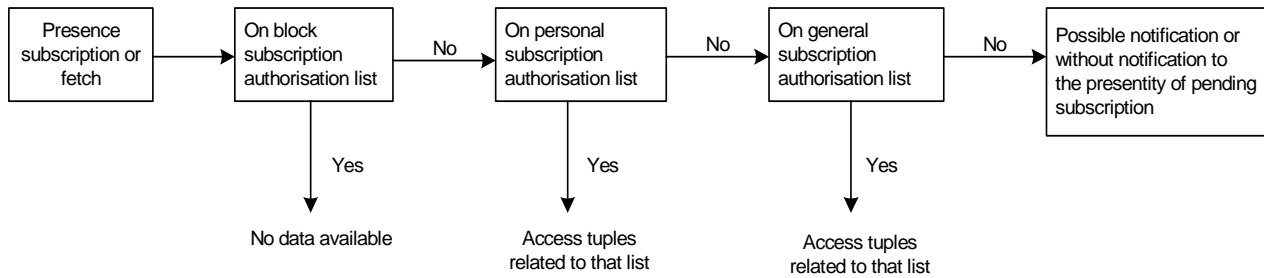 Presence
subscription or
fetch
On block
subscription
authorisation list
No
On personal
subscription
authorisation list
No
On general
subscription
authorisation list
No
Possible notification or
without notification to
the presentity of pending
subscription
Yes
Yes
Yes
No data available
Access tuples
related to that list
Access tuples
related to that list